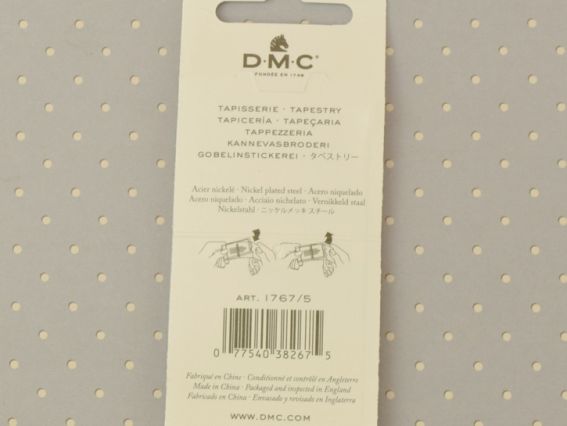 D·M·C
FONDÉE EN 1746
TAPISSERIE · TAPESTRY
TAPICERÍA · TAPEÇARIA
TAPPEZZERIA
KANNEVASBRODERI
GOBELINSTICKEREI · タペストリー
Acier nickelé · Nickel plated steel · Acero niquelado
Acero niquelado · Acciaio nichelato · Vernikkeld staal
Nickelstahl · ニッケルメッキ スチール
ART. 1767/5
0 77540 38267 5
Fabriqué en Chine · Conditionné et contrôlé en Angleterre
Made in China · Packaged and inspected in England
Fabricado en China · Envasado y revisado en Inglaterra
WWW.DMC.COM